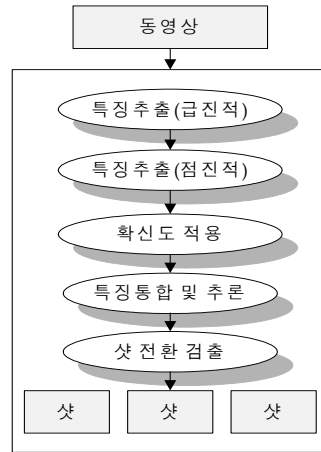 동영상
특징추출(급진적)
특징추출(점진적)
확신도 적용
특징통합 및 추론
샷 전환 검출
샷 샷 샷